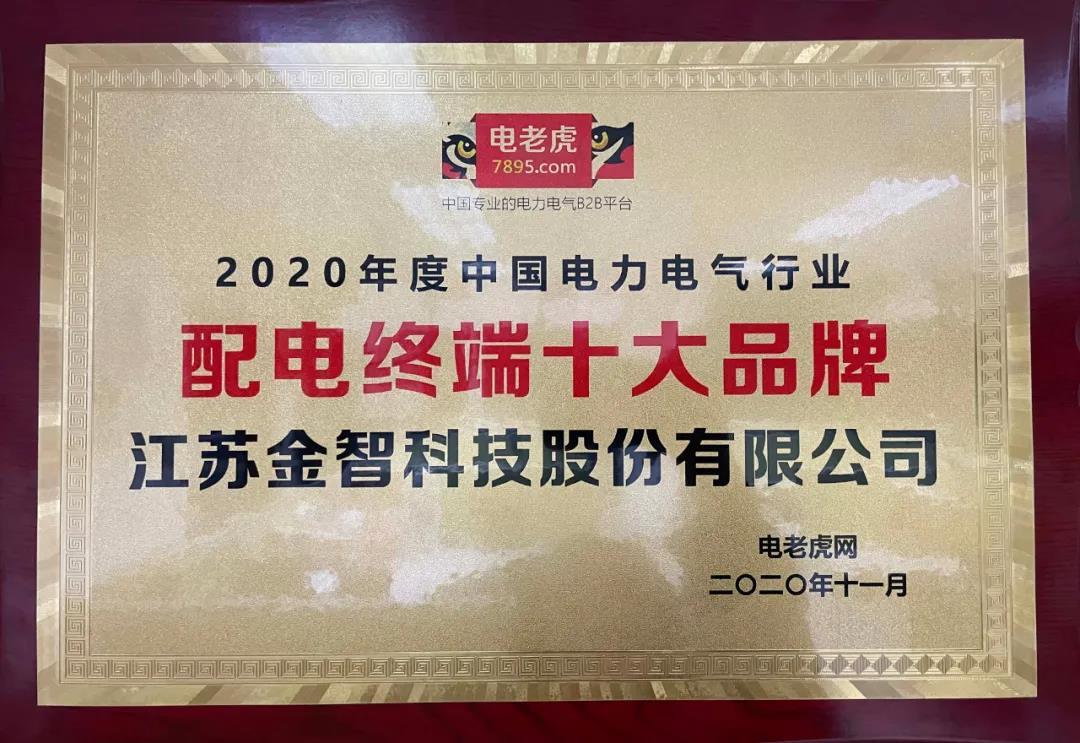 电老虎
7895.com
中国专业的电力电气B2B平台
2020年度中国电力电气行业
配电终端十大品牌
江苏金智科技股份有限公司
电老虎网
二〇二〇年十一月